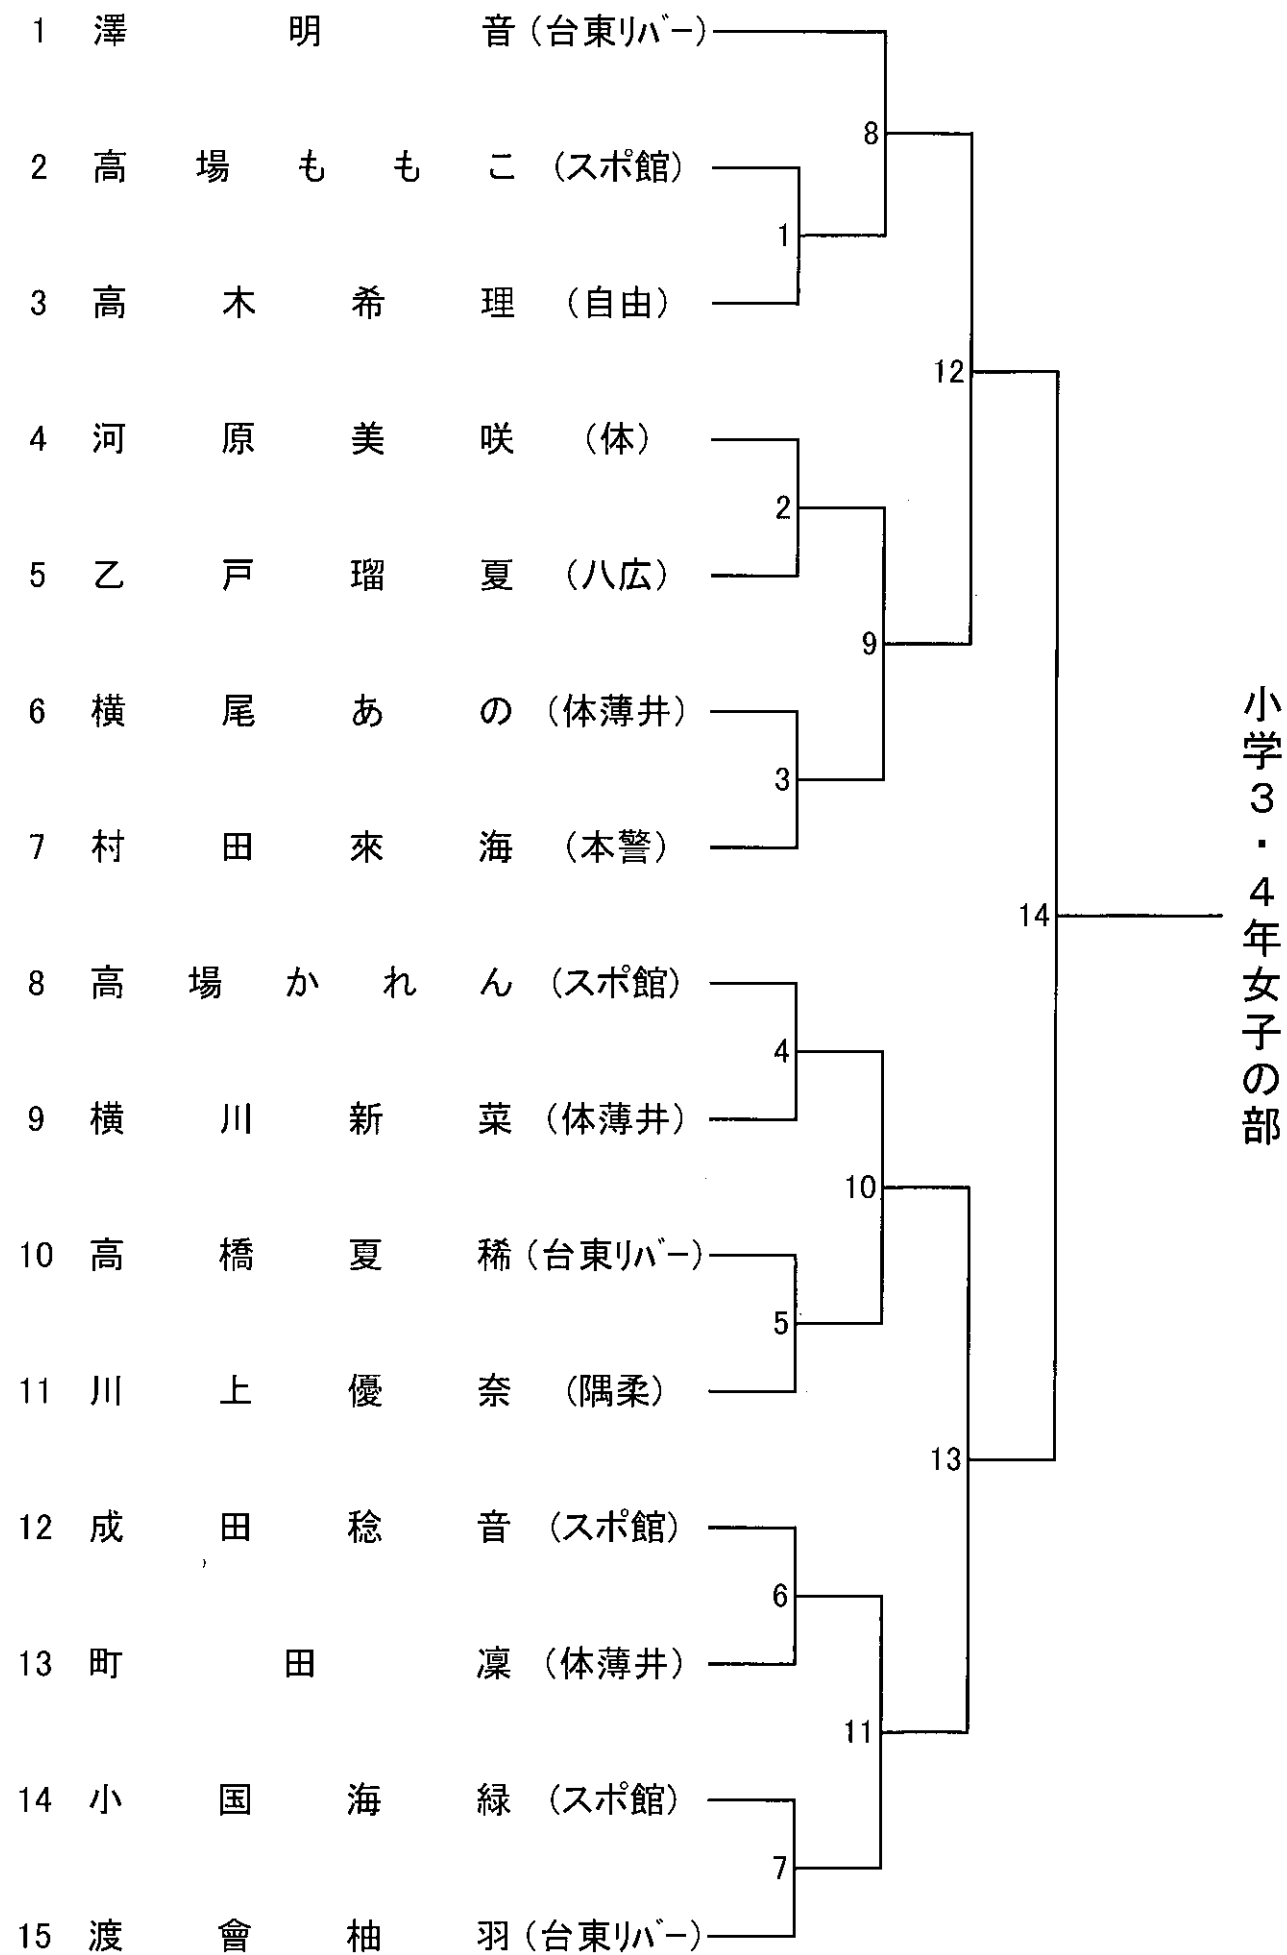 1 澤明音(台東リバー)
8
2 高場ももこ(スポ館)
1
3 高木希理(自由)
12
4 河原美咲(体)
2
5 乙戸瑠夏(八広)
9
6 横尾あの(体薄井)
3
7 村田來海(本警)
14
8 高場かれん(スポ館)
4
9 横川新菜(体薄井)
10
10 高橋夏稀(台東リバー)
5
11 川上優奈(隅柔)
13
12 成田稔音(スポ館)
6
13 町田凜(体薄井)
11
14 小国海緑(スポ館)
7
15 渡會柚羽(台東リバー)
小学3・4年女子の部